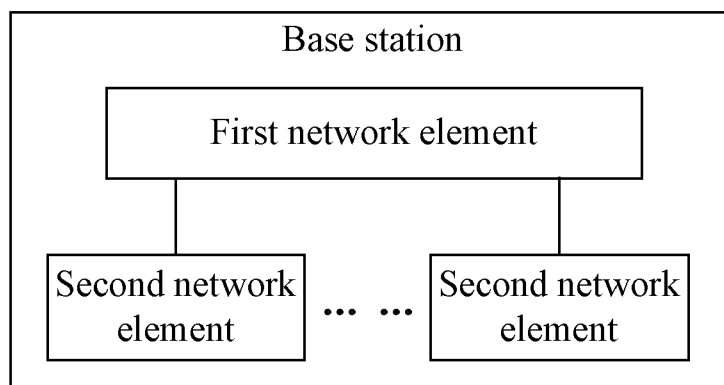 Base station
First network element
Second network
element
... ...
Second network
element